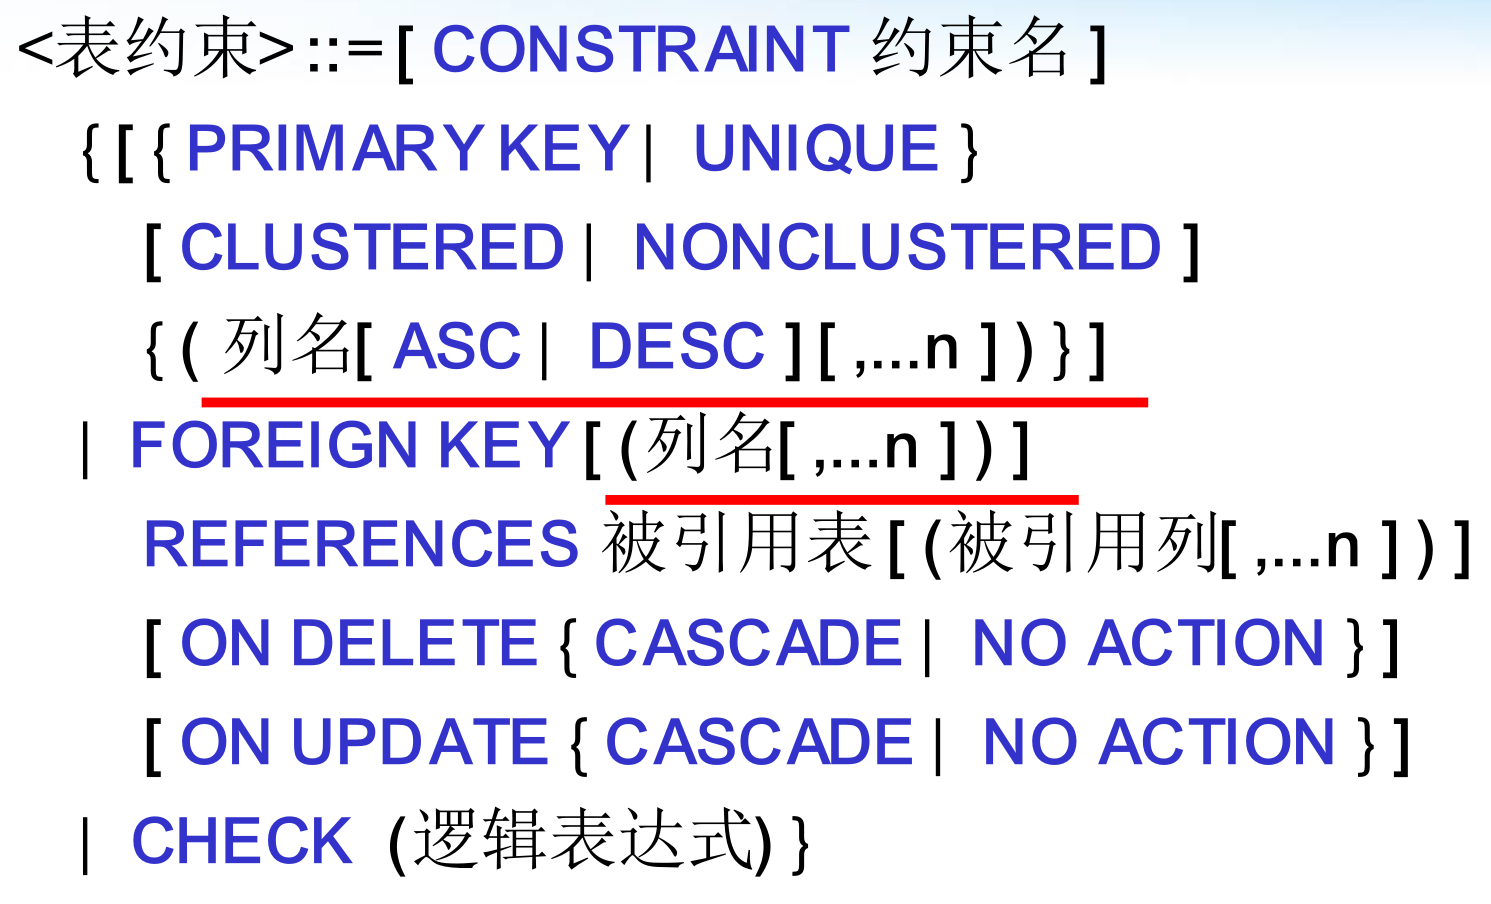 <表约束>::=[ CONSTRAINT 约束名 ]
{ [ { PRIMARY KEY | UNIQUE }
[ CLUSTERED | NONCLUSTERED ]
{ ( 列名[ ASC | DESC ] [ ,...n ] ) } ]
| FOREIGN KEY [ (列名[ ,...n ] ) ]
REFERENCES 被引用表 [ (被引用列[ ,...n ] ) ]
[ ON DELETE { CASCADE | NO ACTION } ]
[ ON UPDATE { CASCADE | NO ACTION } ]
| CHECK (逻辑表达式) }